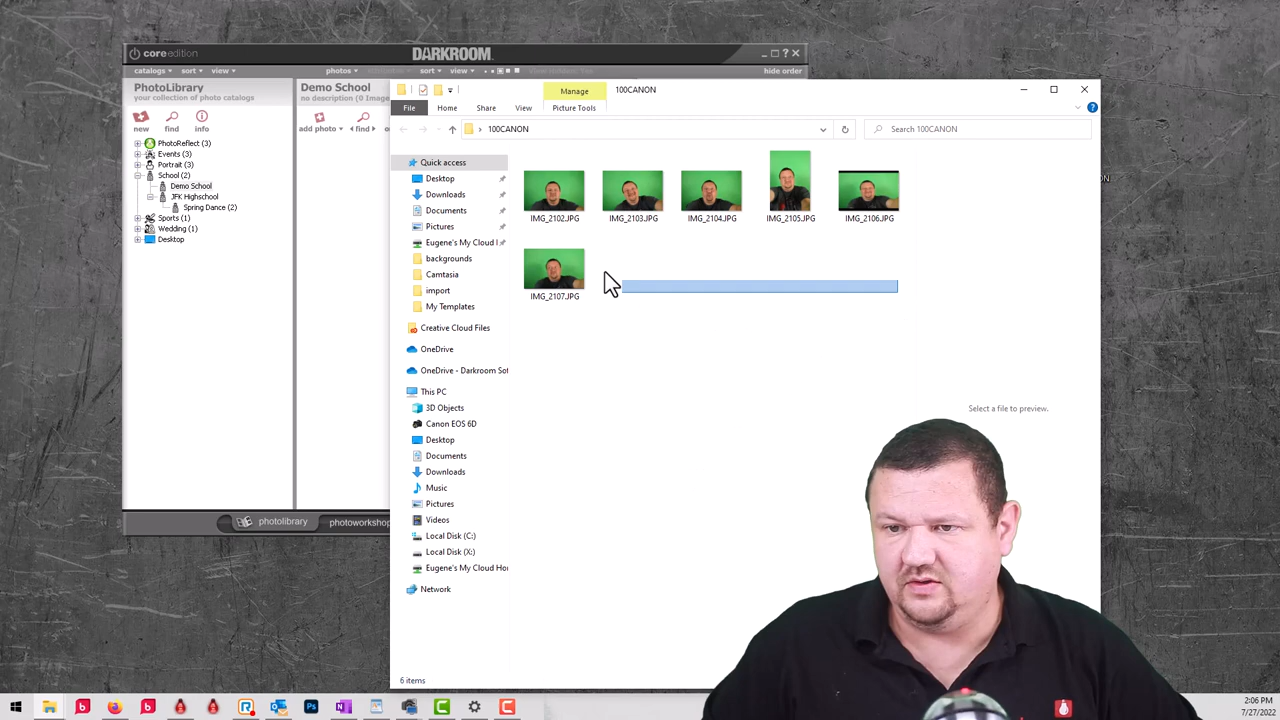 coreedition
DARKROOM
catalogs sort view
photos sort view
hide order
PhotoLibrary
your collection of photo catalogs
new find info
PhotoReflect (3)
Events (3)
Portrait (3)
School (2)
Demo School
JFK Highschool
Spring Dance (2)
Sports (1)
Wedding (1)
Desktop
Demo School
no description (0 Image
add photo find
photolibrary photoworkshop
Manage
100CANON
File Home Share View Picture Tools
100CANON
Search 100CANON
Quick access
Desktop
Downloads
Documents
Pictures
Eugene's My Cloud
backgrounds
Camtasia
import
My Templates
Creative Cloud Files
OneDrive
OneDrive - Darkroom Sof
This PC
3D Objects
Canon EOS 6D
Desktop
Documents
Downloads
Music
Pictures
Videos
Local Disk (C:)
Local Disk (X:)
Eugene's My Cloud Ho
Network
IMG_2102.JPG IMG_2103.JPG IMG_2104.JPG IMG_2105.JPG IMG_2106.JPG
IMG_2107.JPG
Select a file to preview.
6 items
2:06 PM
7/27/2022